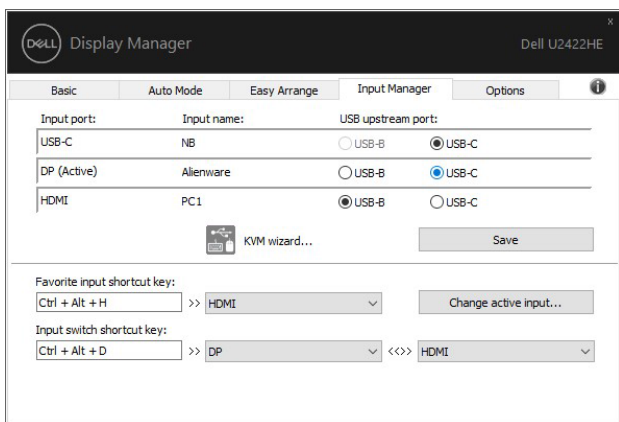 x
DELL Display Manager Dell U2422HE
Basic Auto Mode Easy Arrange Input Manager Options i
Input port: Input name: USB upstream port:
USB-C NB USB-B USB-C
DP (Active) Alienware USB-B USB-C
HDMI PC1 USB-B USB-C
KVM wizard... Save
Favorite input shortcut key:
Ctrl + Alt + H >> HDMI Change active input...
Input switch shortcut key:
Ctrl + Alt + D >> DP <<>> HDMI